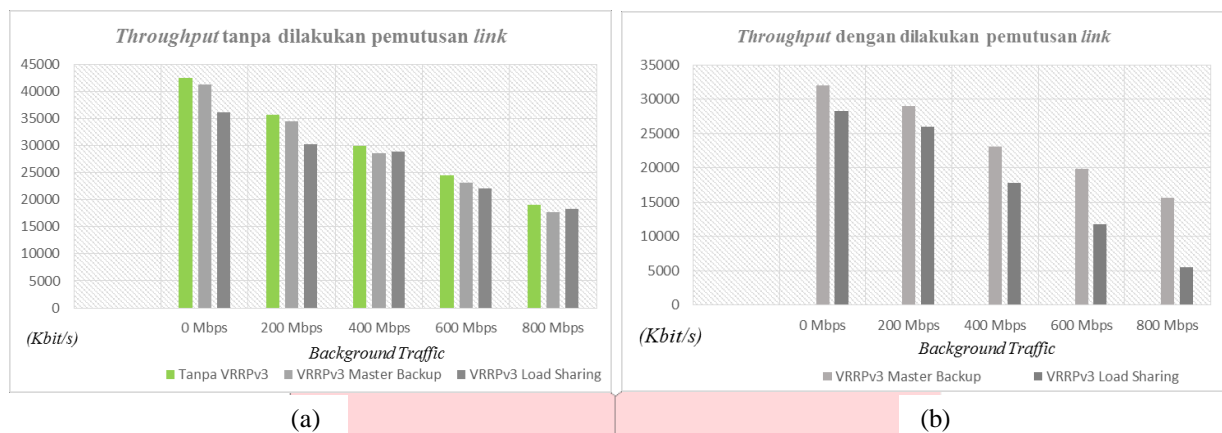 Throughput tanpa dilakukan pemutusan link
45000
40000
35000
30000
25000
20000
15000
10000
5000
0
0 Mbps 200 Mbps 400 Mbps 600 Mbps 800 Mbps
(Kbit/s)
Background Traffic
Tanpa VRRPv3 VRRPv3 Master Backup VRRPv3 Load Sharing
(a)
Throughput dengan dilakukan pemutusan link
35000
30000
25000
20000
15000
10000
5000
0
0 Mbps 200 Mbps 400 Mbps 600 Mbps 800 Mbps
(Kbit/s)
Background Traffic
VRRPv3 Master Backup VRRPv3 Load Sharing
(b)